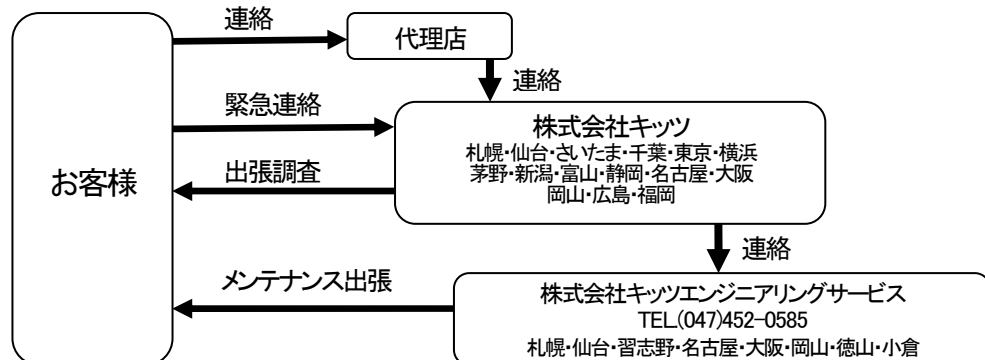 連絡
代理店
連絡
緊急連絡
株式会社キッツ
札幌・仙台・さいたま・千葉・東京・横浜
茅野・新潟・富山・静岡・名古屋・大阪
岡山・広島・福岡
お客様
出張調査
連絡
メンテナンス出張
株式会社キッツエンジニアリングサービス
TEL(047)452-0585
札幌・仙台・習志野・名古屋・大阪・岡山・徳山・小倉